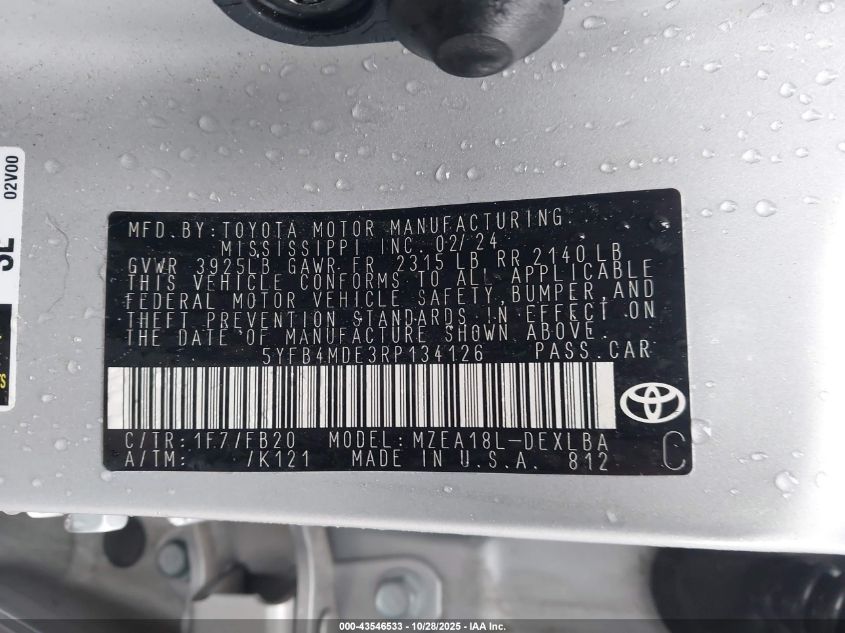 02V00
SE
MFD. BY: TOYOTA MOTOR MANUFACTURING
MISSISSIPPI INC. 02/24
GVWR 3925LB GAWR FR 2315 LB RR 2140 LB
THIS VEHICLE CONFORMS TO ALL APPLICABLE
FEDERAL MOTOR VEHICLE SAFETY, BUMPER, AND
THEFT PREVENTION STANDARDS IN EFFECT ON
THE DATE OF MANUFACTURE SHOWN ABOVE.
5YFB4MDE3RP134126 PASS. CAR
C/TR: 1F7/FB20 MODEL: MZEA18L-DEXLBA
A/TM: /K121 MADE IN U.S.A. 812 C
000-43546533 - 10/28/2025 - IAA Inc.